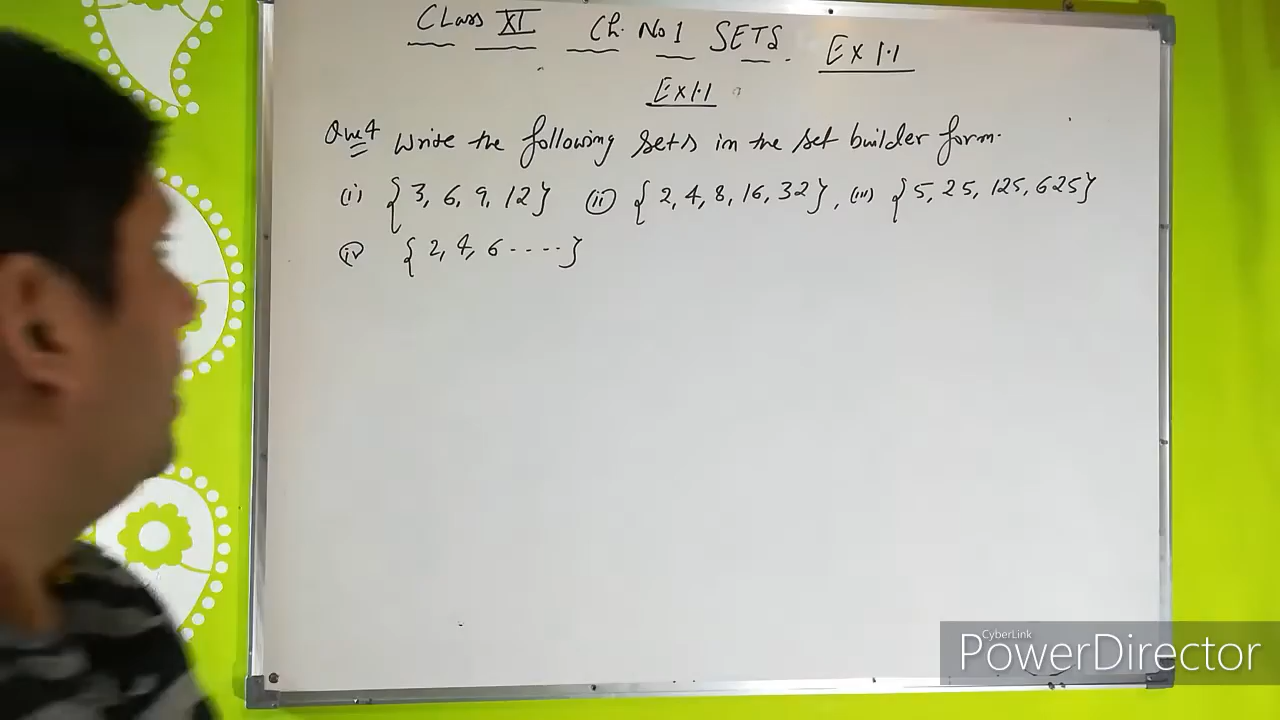 CLass XI Ch. No 1 SETS. Ex 1.1
Ex 1.1
Que 4 Write the following sets in the set builder form.
(i) { 3, 6, 9, 12 } (ii) { 2, 4, 8, 16, 32 }, (iii) { 5, 25, 125, 625 }
(iv) { 2, 4, 6 ---- }
CyberLink
PowerDirector